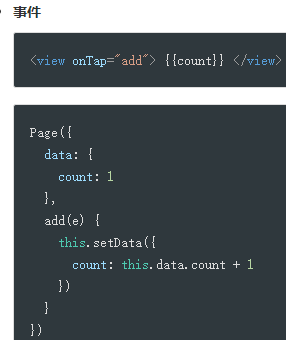 事件
<view onTap="add"> {{count}} </view>
Page({
  data: {
    count: 1
  },
  add(e) {
    this.setData({
      count: this.data.count + 1
    })
  }
})